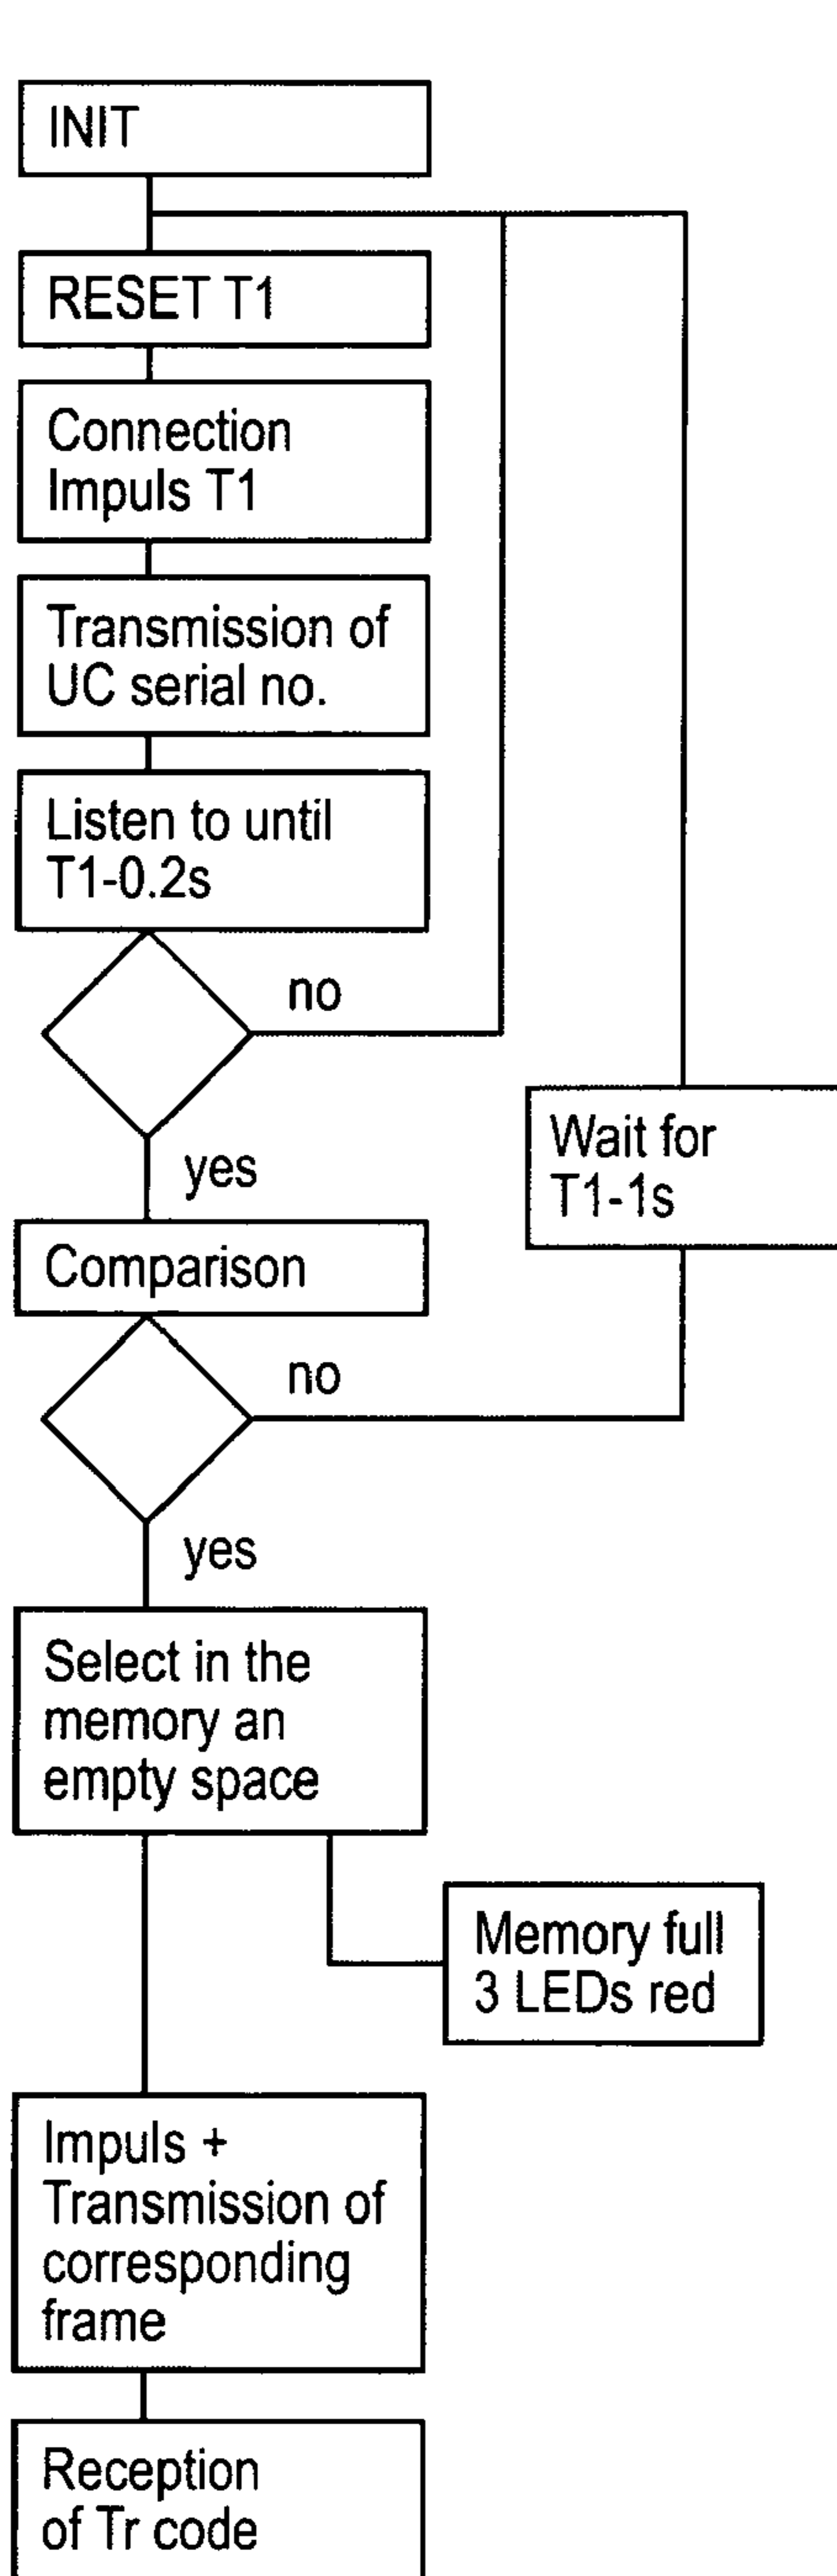 INIT
RESET T1
Connection
Impuls T1
Transmission of
UC serial no.
Listen to until
T1-0.2s
no
yes
Wait for
T1-1s
Comparison
no
yes
Select in the
memory an
empty space
Memory full
3 LEDs red
Impuls +
Transmission of
corresponding
frame
Reception
of Tr code